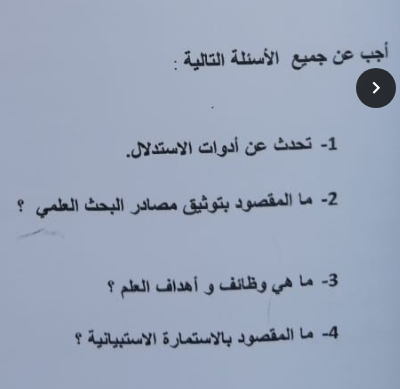 أجب عن جميع الأسئلة التالية :
1- تحدث عن أدوات الاستدلال.
2- ما المقصود بتوثيق مصادر البحث العلمي ؟
3- ما هي وظائف و أهداف العلم ؟
4- ما المقصود بالاستمارة الاستبيانية ؟